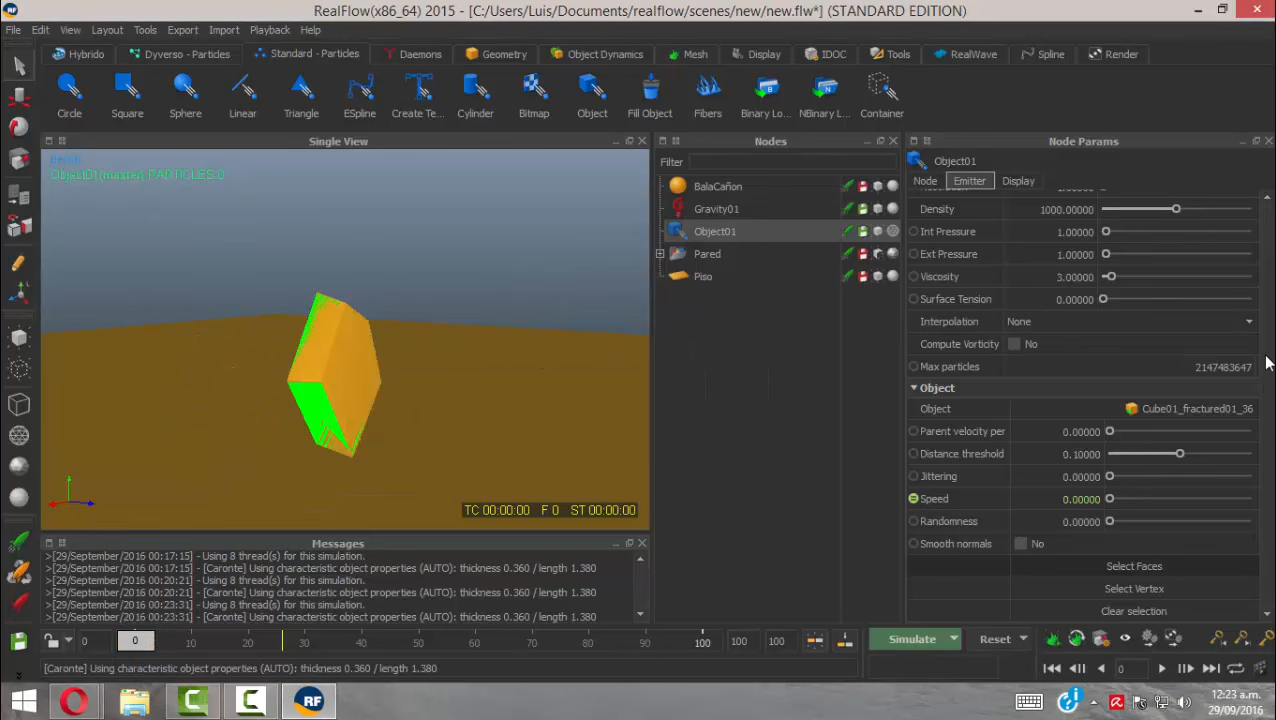 RealFlow(x86_64) 2015 - [C:/Users/Luis/Documents/realflow/scenes/new/new.flw*] (STANDARD EDITION)
File Edit View Layout Tools Export Import Playback Help
Hybrido Dyverso - Particles Standard - Particles Daemons Geometry Object Dynamics Mesh Display IDOC Tools RealWave Spline Render
Circle Square Sphere Linear Triangle ESpline Create Te... Cylinder Bitmap Object Fill Object Fibers Binary Lo... NBinary L... Container
Single View
Object01(master) PARTICLES:0
TC 00:00:00 F 0 ST 00:00:00
Nodes
Filter
BalaCañon
Gravity01
Object01
Pared
Piso
Node Params
Object01
Node Emitter Display
Density 1000.00000
Int Pressure 1.00000
Ext Pressure 1.00000
Viscosity 3.00000
Surface Tension 0.00000
Interpolation None
Compute Vorticity No
Max particles 2147483647
Object
Object Cube01_fractured01_36
Parent velocity per 0.00000
Distance threshold 0.10000
Jittering 0.00000
Speed 0.00000
Randomness 0.00000
Smooth normals No
Select Faces
Select Vertex
Clear selection
Messages
>[29/September/2016 00:17:15] - Using 8 thread(s) for this simulation.
>[29/September/2016 00:17:15] - [Caronte] Using characteristic object properties (AUTO): thickness 0.360 / length 1.380
>[29/September/2016 00:20:21] - Using 8 thread(s) for this simulation.
>[29/September/2016 00:20:21] - [Caronte] Using characteristic object properties (AUTO): thickness 0.360 / length 1.380
>[29/September/2016 00:23:31] - Using 8 thread(s) for this simulation.
>[29/September/2016 00:23:31] - [Caronte] Using characteristic object properties (AUTO): thickness 0.360 / length 1.380
0 0 10 20 30 40 50 60 70 80 90 100 100 100
Simulate Reset
[Caronte] Using characteristic object properties (AUTO): thickness 0.360 / length 1.380
0
RF
12:23 a.m.
29/09/2016